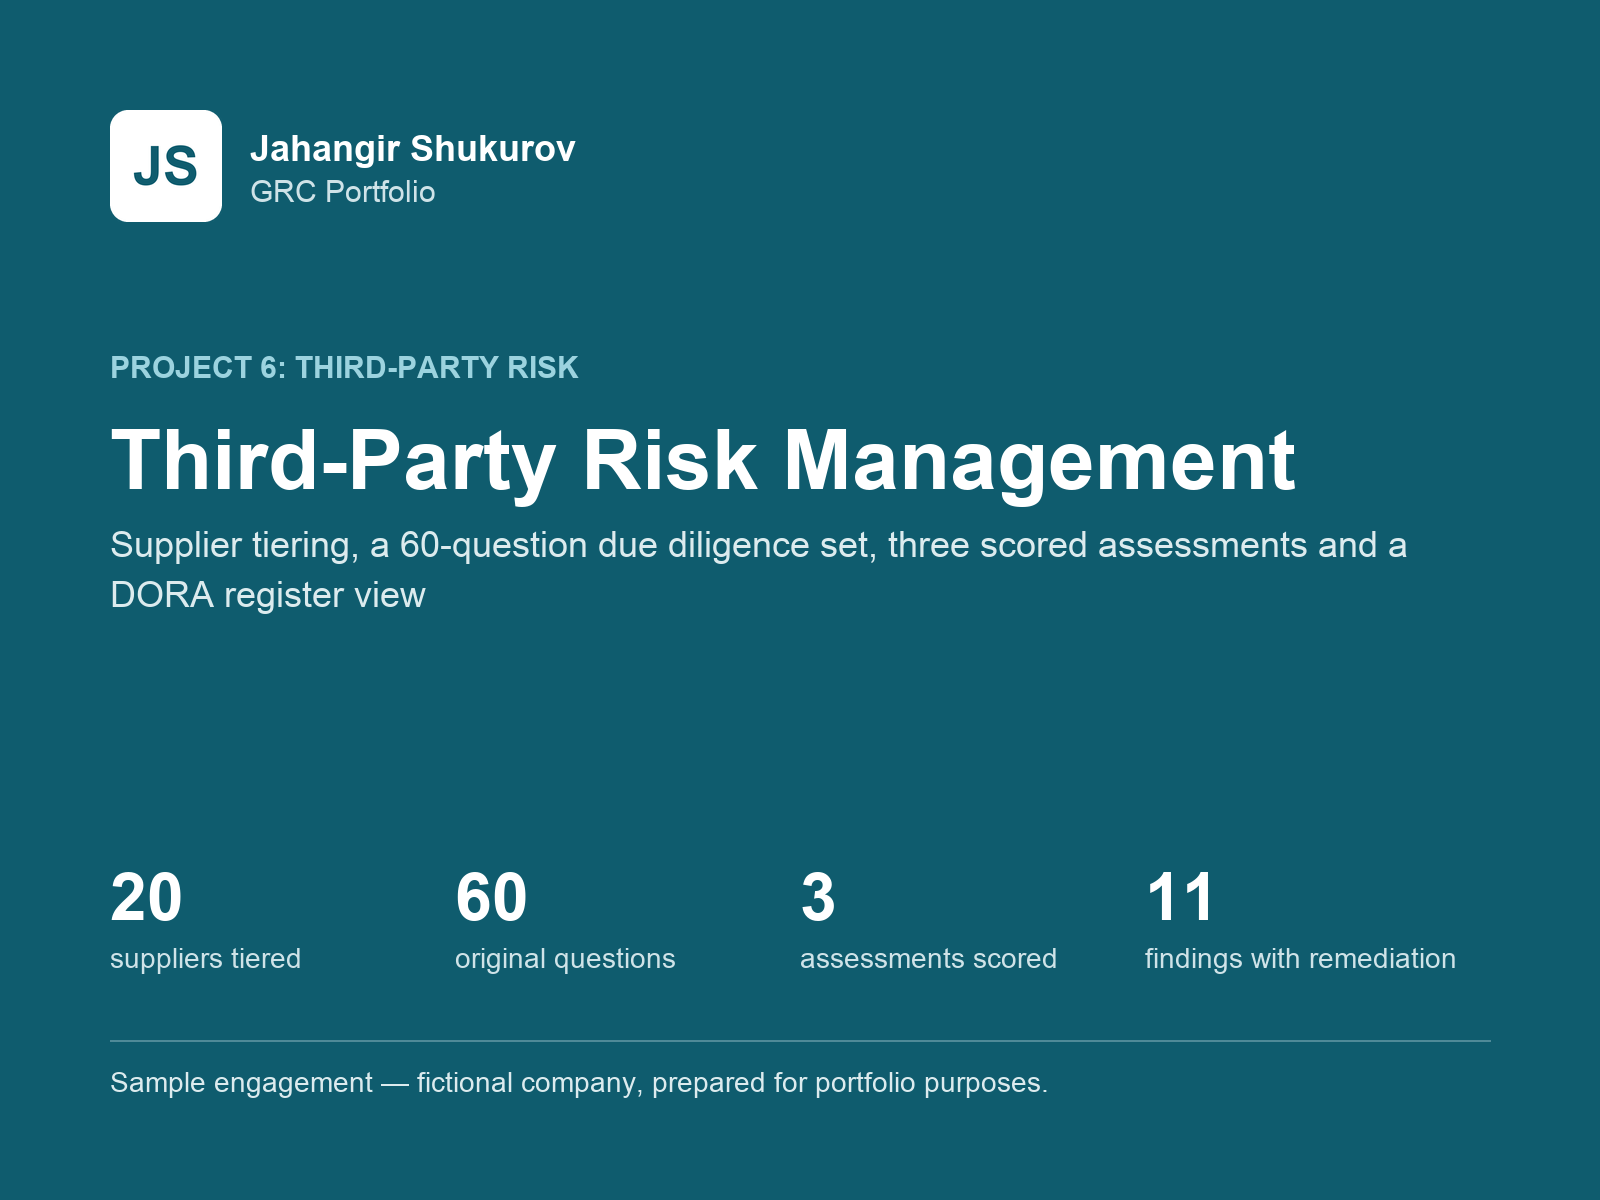 JS
Jahangir Shukurov
GRC Portfolio
PROJECT 6: THIRD-PARTY RISK
Third-Party Risk Management
Supplier tiering, a 60-question due diligence set, three scored assessments and a
DORA register view
20
suppliers tiered
60
original questions
3
assessments scored
11
findings with remediation
Sample engagement — fictional company, prepared for portfolio purposes.